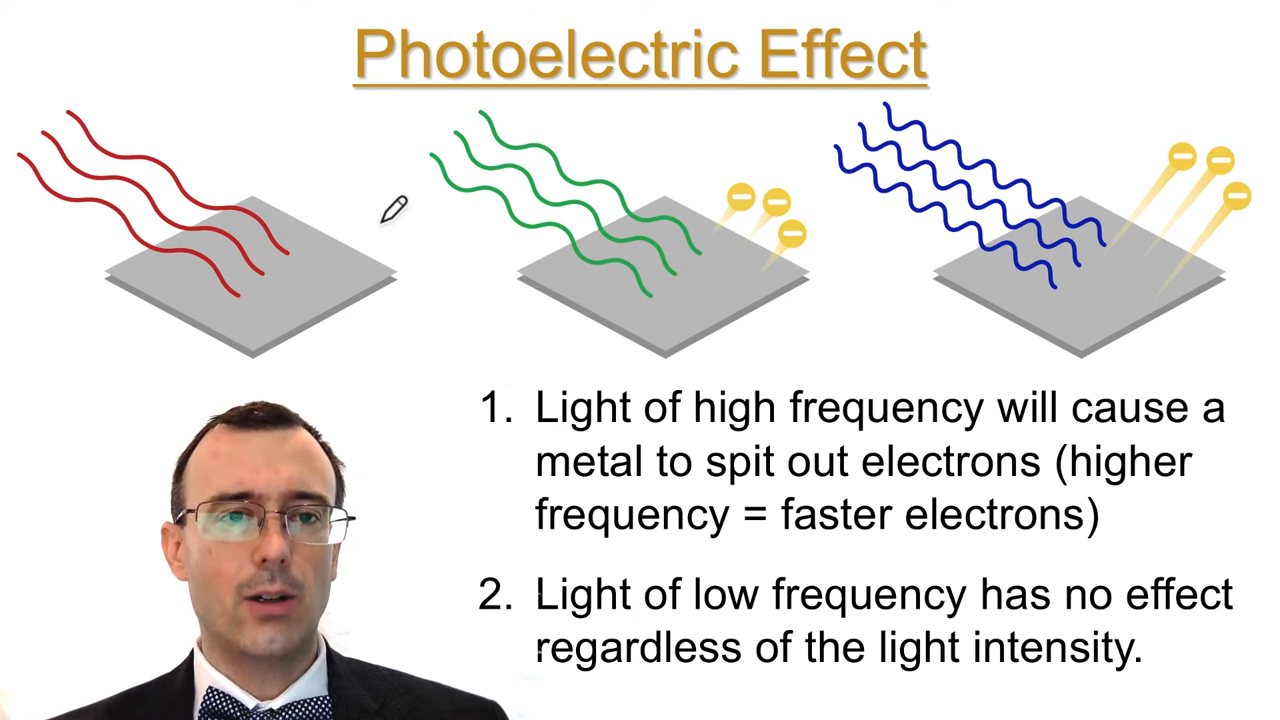 Photoelectric Effect
1. Light of high frequency will cause a
metal to spit out electrons (higher
frequency = faster electrons)
2. Light of low frequency has no effect
regardless of the light intensity.